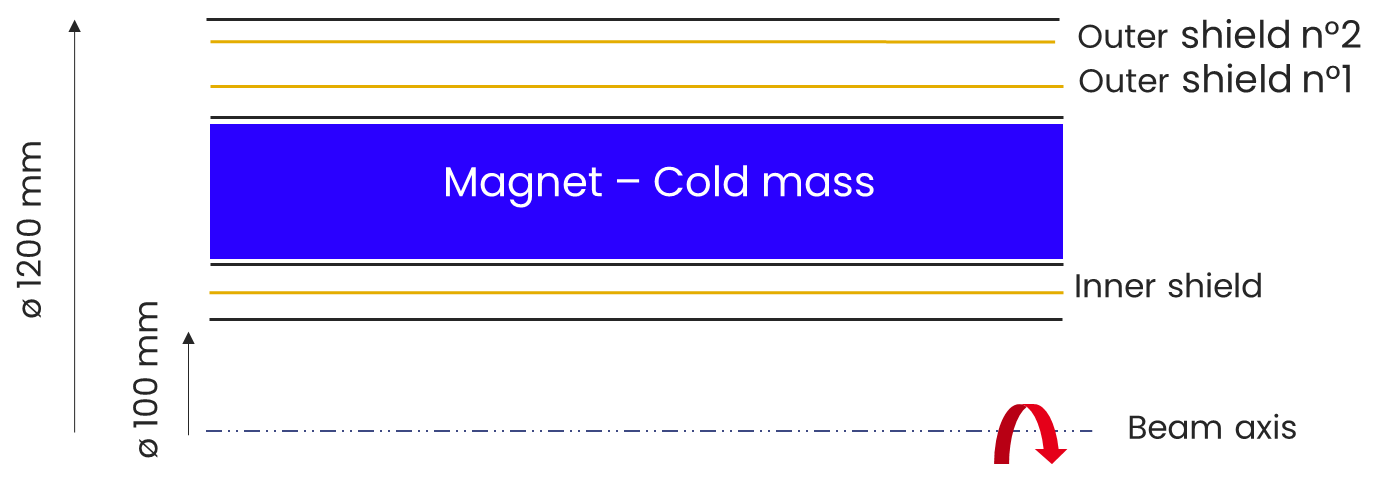 Outer shield n°2
Outer shield n°1
Magnet – Cold mass
ø 1200 mm
Inner shield
ø 100 mm
Beam axis